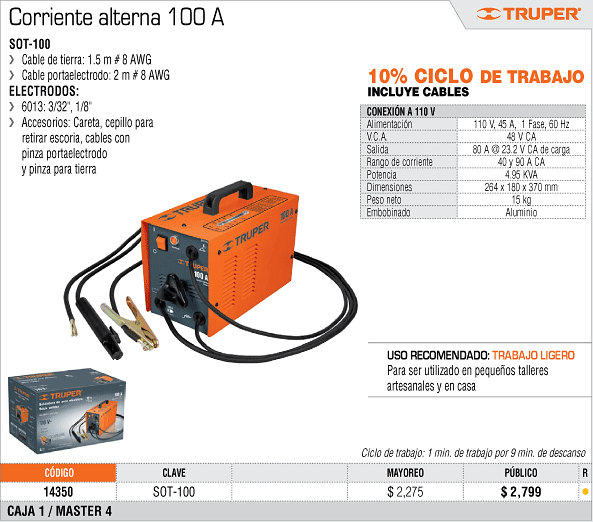 Corriente alterna 100 A
TRUPER
SOT-100
› Cable de tierra: 1.5 m # 8 AWG
› Cable portaelectrodo: 2 m # 8 AWG
ELECTRODOS:
› 6013: 3/32", 1/8"
› Accesorios: Careta, cepillo para
retirar escoria, cables con
pinza portaelectrodo
y pinza para tierra
10% CICLO DE TRABAJO
INCLUYE CABLES
CONEXIÓN A 110 V
Alimentación 110 V, 45 A, 1 Fase, 60 Hz
V.C.A. 48 V CA
Salida 80 A @ 23.2 V CA de carga
Rango de corriente 40 y 90 A CA
Potencia 4.95 KVA
Dimensiones 264 x 180 x 370 mm
Peso neto 15 kg
Embobinado Aluminio
TRUPER
100 A
TRUPER
100 A
USO RECOMENDADO: TRABAJO LIGERO
Para ser utilizado en pequeños talleres
artesanales y en casa
TRUPER
Ciclo de trabajo: 1 min. de trabajo por 9 min. de descanso
CÓDIGO CLAVE MAYOREO PÚBLICO R
14350 SOT-100 $ 2,275 $ 2,799
CAJA 1 / MASTER 4